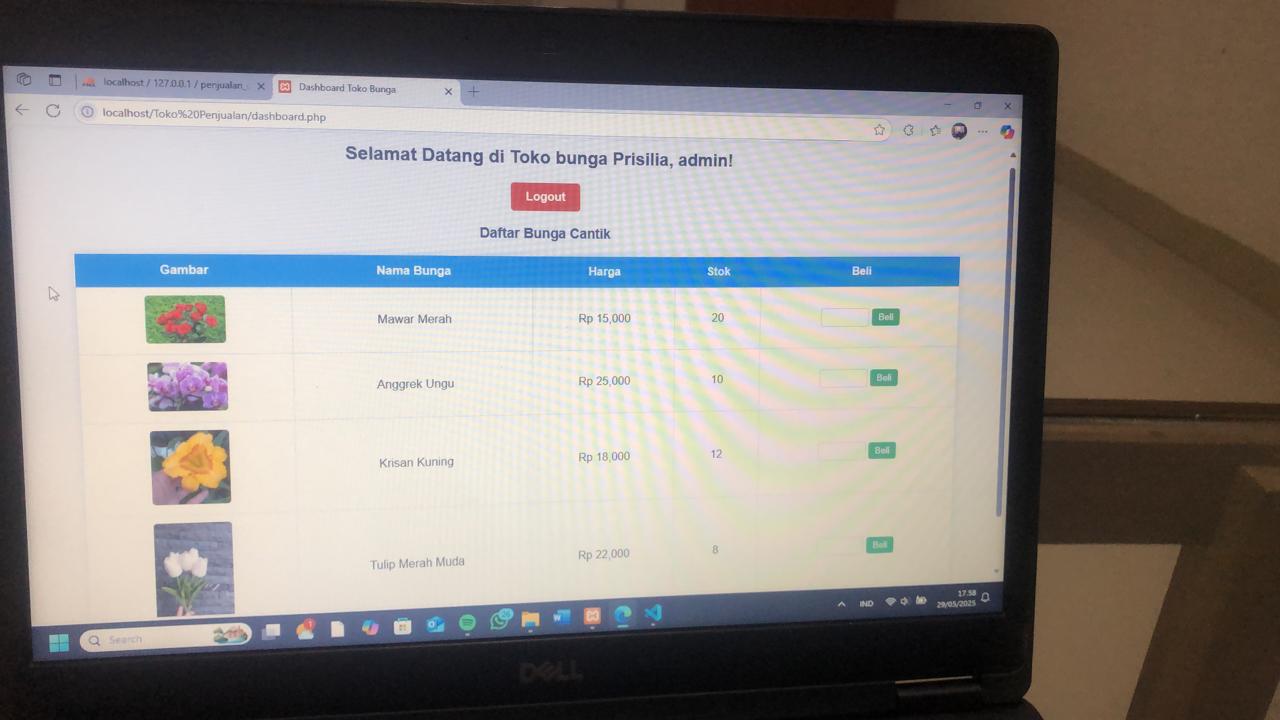 localhost / 127.0.0.1 / penjualan_
Dashboard Toko Bunga
localhost/Toko%20Penjualan/dashboard.php
Selamat Datang di Toko bunga Prisilia, admin!
Logout
Daftar Bunga Cantik
Gambar Nama Bunga Harga Stok Beli
Mawar Merah Rp 15,000 20 Beli
Anggrek Ungu Rp 25,000 10 Beli
Krisan Kuning Rp 18,000 12 Beli
Tulip Merah Muda Rp 22,000 8 Beli
Search
IND
17.58
29/05/2025
DELL